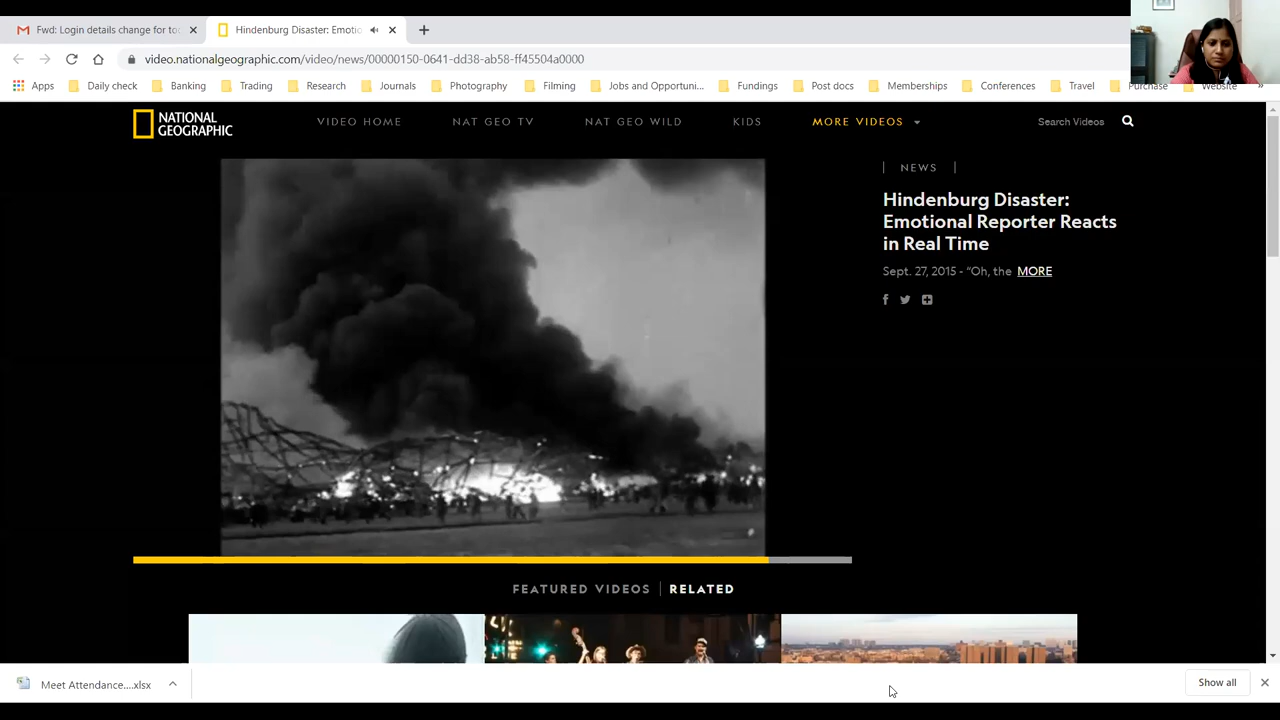 Fwd: Login details change for to
Hindenburg Disaster: Emotic
video.nationalgeographic.com/video/news/00000150-0641-dd38-ab58-ff45504a0000
Apps Daily check Banking Trading Research Journals Photography Filming Jobs and Opportuni... Fundings Post docs Memberships Conferences Travel Purchase Website »
NATIONAL GEOGRAPHIC
VIDEO HOME NAT GEO TV NAT GEO WILD KIDS MORE VIDEOS Search Videos
NEWS
Hindenburg Disaster:
Emotional Reporter Reacts
in Real Time
Sept. 27, 2015 - “Oh, the MORE
FEATURED VIDEOS | RELATED
Meet Attendance....xlsx
Show all